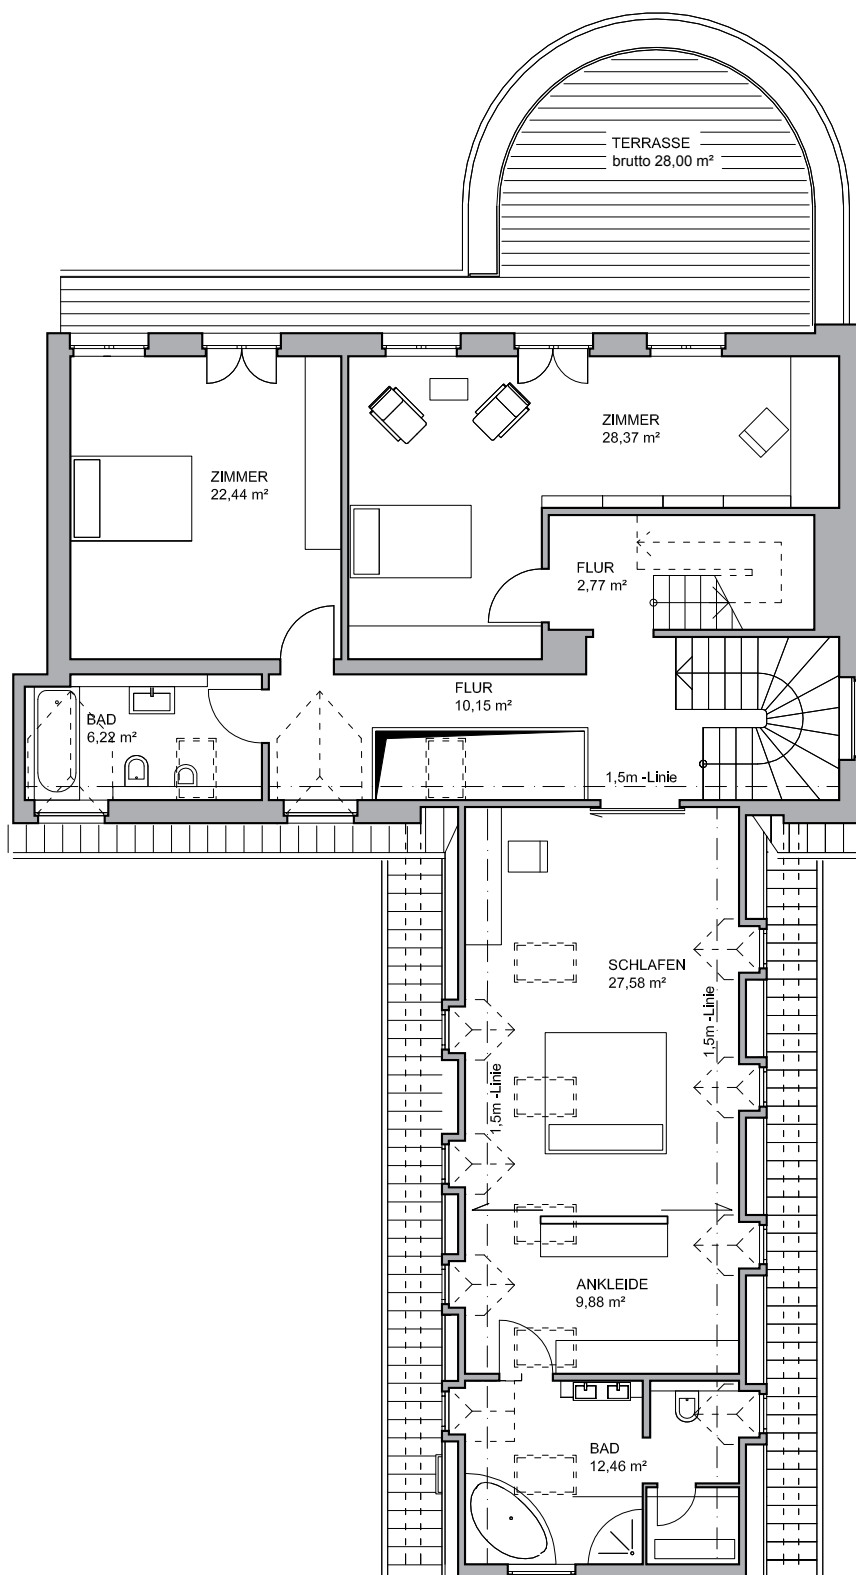 TERRASSE
brutto 28,00 m²
ZIMMER
28,37 m²
ZIMMER
22,44 m²
FLUR
2,77 m²
FLUR
10,15 m²
BAD
6,22 m²
1,5m -Linie
SCHLAFEN
27,58 m²
1,5m -Linie
1,5m -Linie
ANKLEIDE
9,88 m²
BAD
12,46 m²